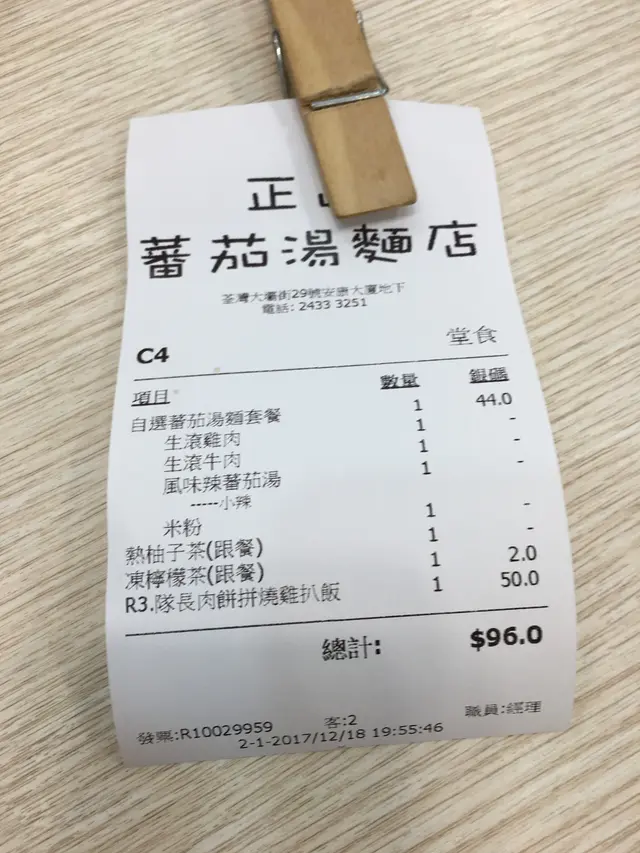 正
蕃茄湯麵店
荃灣大壩街29號安康大廈地下
電話: 2433 3251
C4 堂食
項目 數量 銀碼
自選蕃茄湯麵套餐 1 44.0
生滾雞肉 1 -
生滾牛肉 1 -
風味辣蕃茄湯 1 -
-----小辣
米粉 1 -
熱柚子茶(跟餐) 1 -
凍檸檬茶(跟餐) 1 2.0
R3.隊長肉餅拼燒雞扒飯 1 50.0
總計: $96.0
發票:R10029959 客:2 職員:經理
2-1-2017/12/18 19:55:46